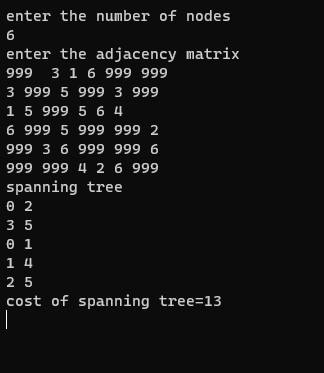 enter the number of nodes
6
enter the adjacency matrix
999  3 1 6 999 999
3 999 5 999 3 999
1 5 999 5 6 4
6 999 5 999 999 2
999 3 6 999 999 6
999 999 4 2 6 999
spanning tree
0 2
3 5
0 1
1 4
2 5
cost of spanning tree=13